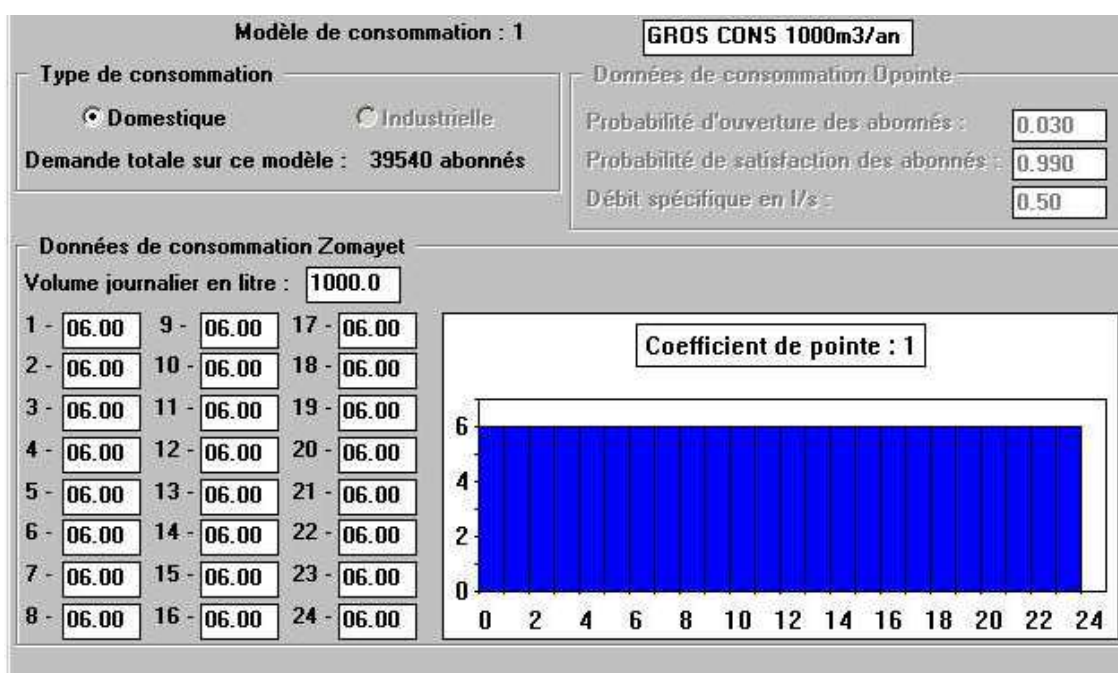 Modèle de consommation : 1
GROS CONS 1000m3/an
Type de consommation
Domestique Industrielle
Demande totale sur ce modèle : 39540 abonnés
Données de consommation Opointe
Probabilité d'ouverture des abonnés : 0.030
Probabilité de satisfaction des abonnés : 0.990
Débit spécifique en l/s : 0.50
Données de consommation Zomayet
Volume journalier en litre : 1000.0
1 - 06.00 9 - 06.00 17 - 06.00
2 - 06.00 10 - 06.00 18 - 06.00
3 - 06.00 11 - 06.00 19 - 06.00
4 - 06.00 12 - 06.00 20 - 06.00
5 - 06.00 13 - 06.00 21 - 06.00
6 - 06.00 14 - 06.00 22 - 06.00
7 - 06.00 15 - 06.00 23 - 06.00
8 - 06.00 16 - 06.00 24 - 06.00
Coefficient de pointe : 1
6
4
2
0
0 2 4 6 8 10 12 14 16 18 20 22 24